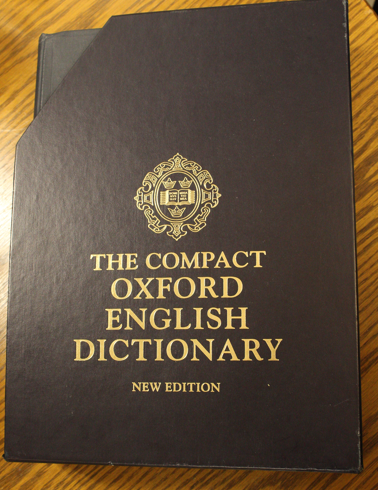 THE COMPACT
OXFORD
ENGLISH
DICTIONARY
NEW EDITION